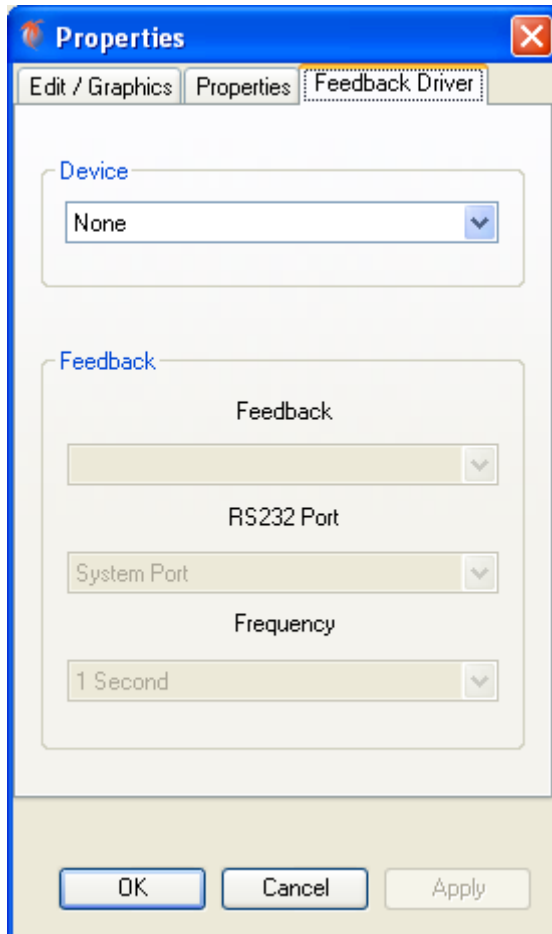 Properties
Edit / Graphics Properties Feedback Driver
Device
None
Feedback
Feedback
RS232 Port
System Port
Frequency
1 Second
OK Cancel Apply